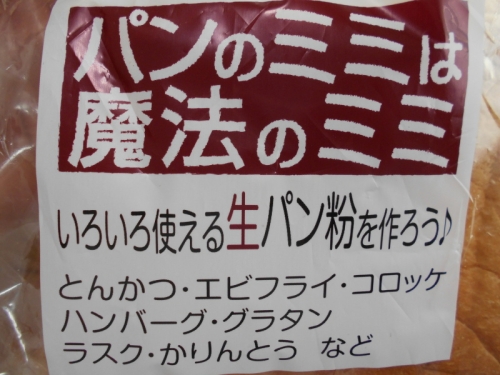 パンのミミは
魔法のミミ
いろいろ使える生パン粉を作ろう♪
とんかつ・エビフライ・コロッケ
ハンバーグ・グラタン
ラスク・かりんとう など